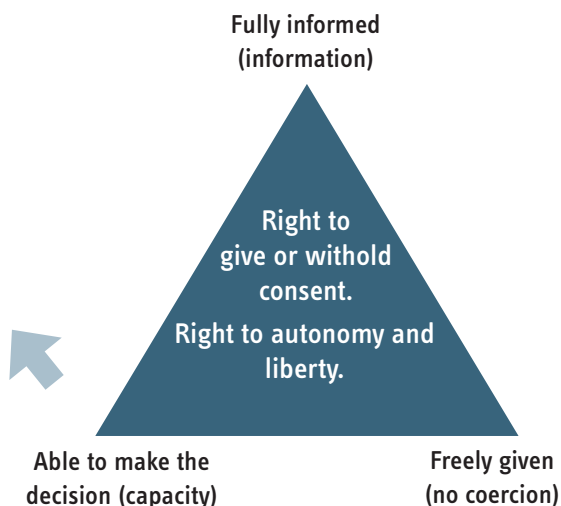 Fully informed
(information)
Right to
give or withold
consent.
Right to autonomy and
liberty.
Able to make the
decision (capacity)
Freely given
(no coercion)